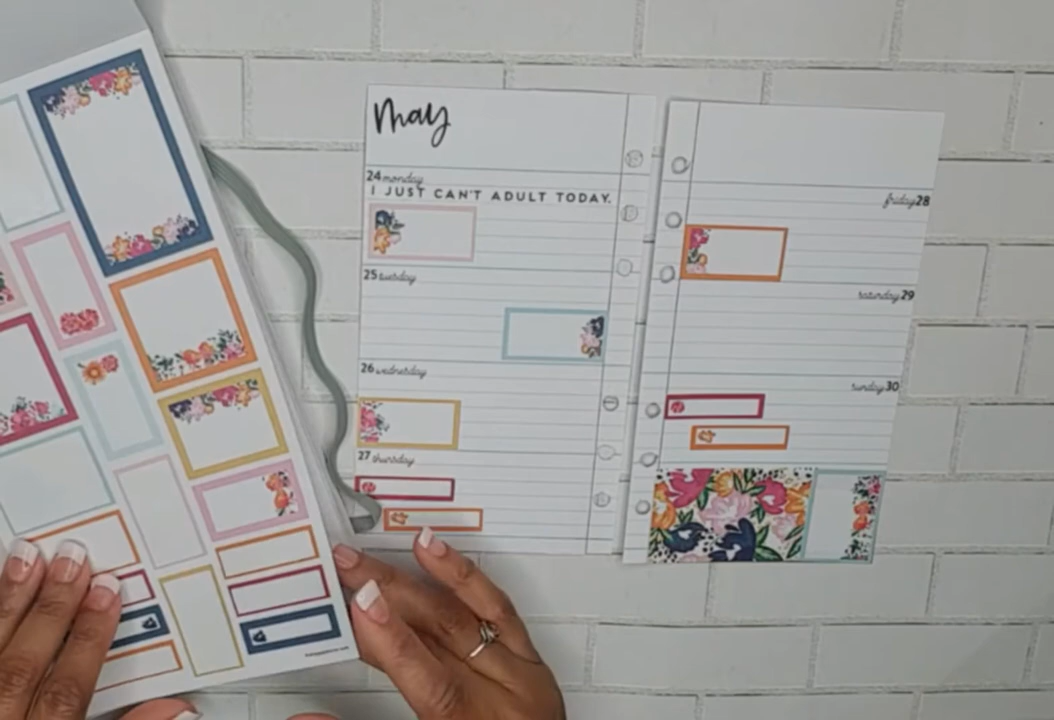 May
24 monday
I JUST CAN'T ADULT TODAY.
25 tuesday
26 wednesday
27 thursday
friday 28
saturday 29
sunday 30